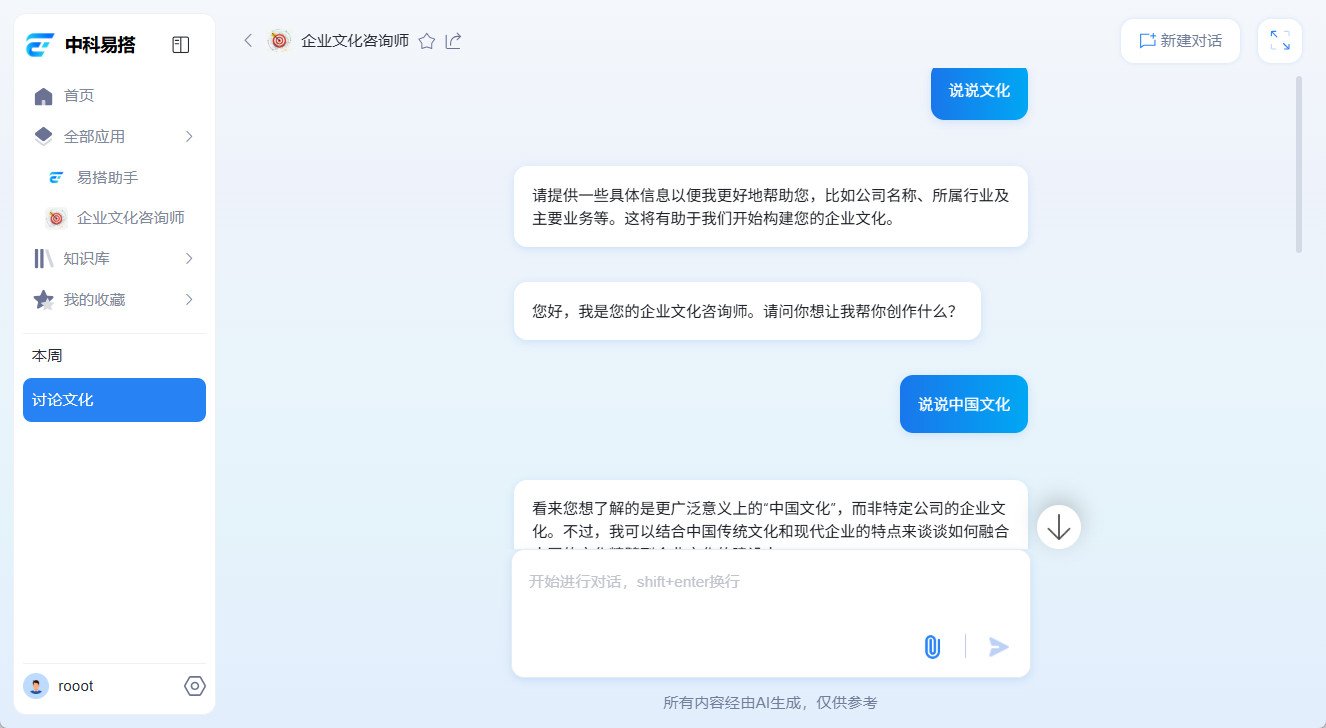 中科易搭
首页
全部应用
易搭助手
企业文化咨询师
知识库
我的收藏
本周
讨论文化
rooot
企业文化咨询师
新建对话
说说文化
请提供一些具体信息以便我更好地帮助您，比如公司名称、所属行业及
主要业务等。这将有助于我们开始构建您的企业文化。
您好，我是您的企业文化咨询师。请问你想让我帮你创作什么？
说说中国文化
看来您想了解的是更广泛意义上的“中国文化”，而非特定公司的企业文
化。不过，我可以结合中国传统文化和现代企业的特点来谈谈如何融合
开始进行对话，shift+enter换行
所有内容经由AI生成，仅供参考